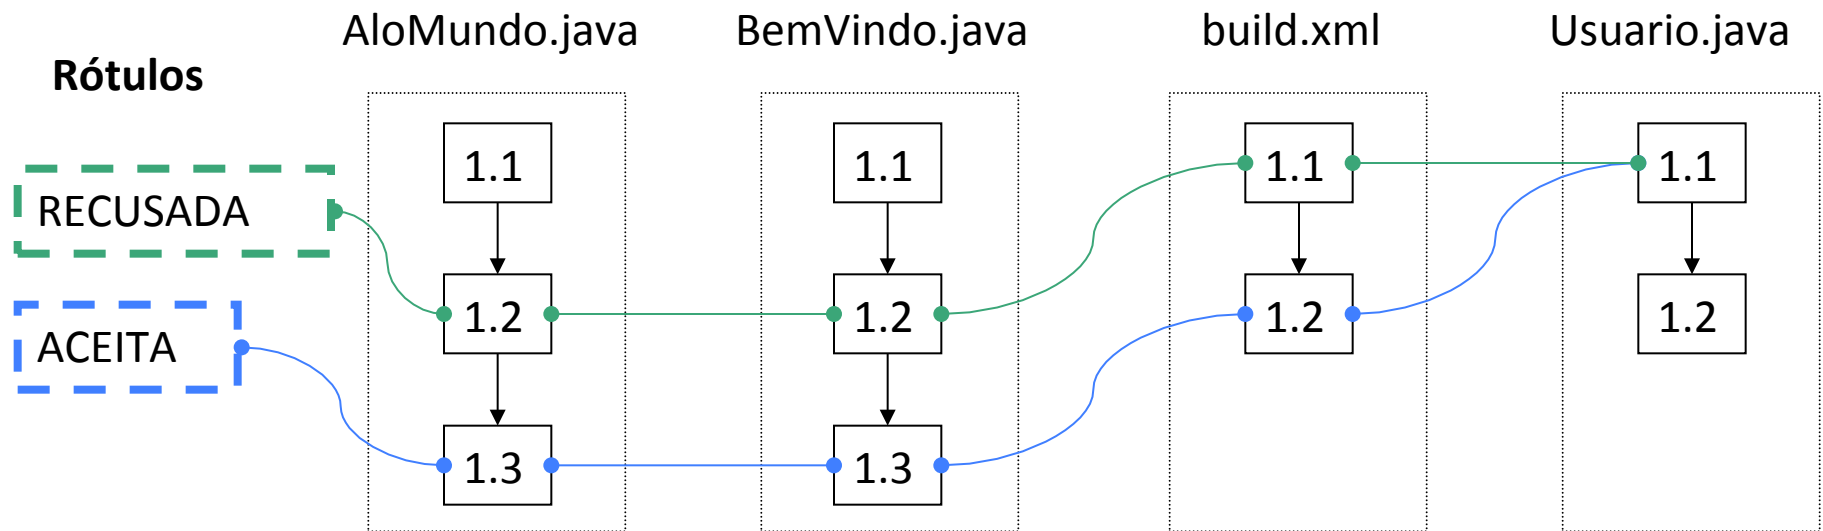 AloMundo.java BemVindo.java build.xml Usuario.java
Rótulos
1.1 1.1 1.1 1.1
RECUSADA
1.2 1.2 1.2 1.2
ACEITA
1.3 1.3